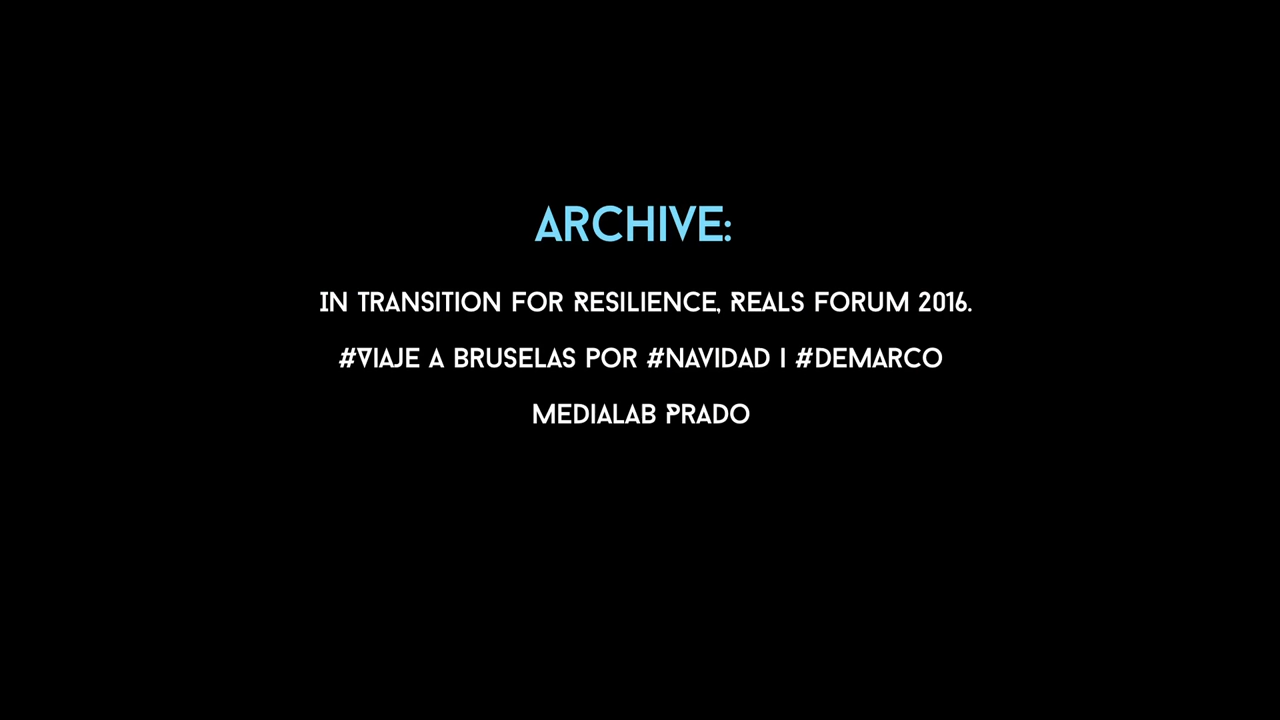 ARCHIVE:
IN TRANSITION FOR RESILIENCE, REALS FORUM 2016.
#VIAJE A BRUSELAS POR #NAVIDAD | #DEMARCO
MEDIALAB PRADO